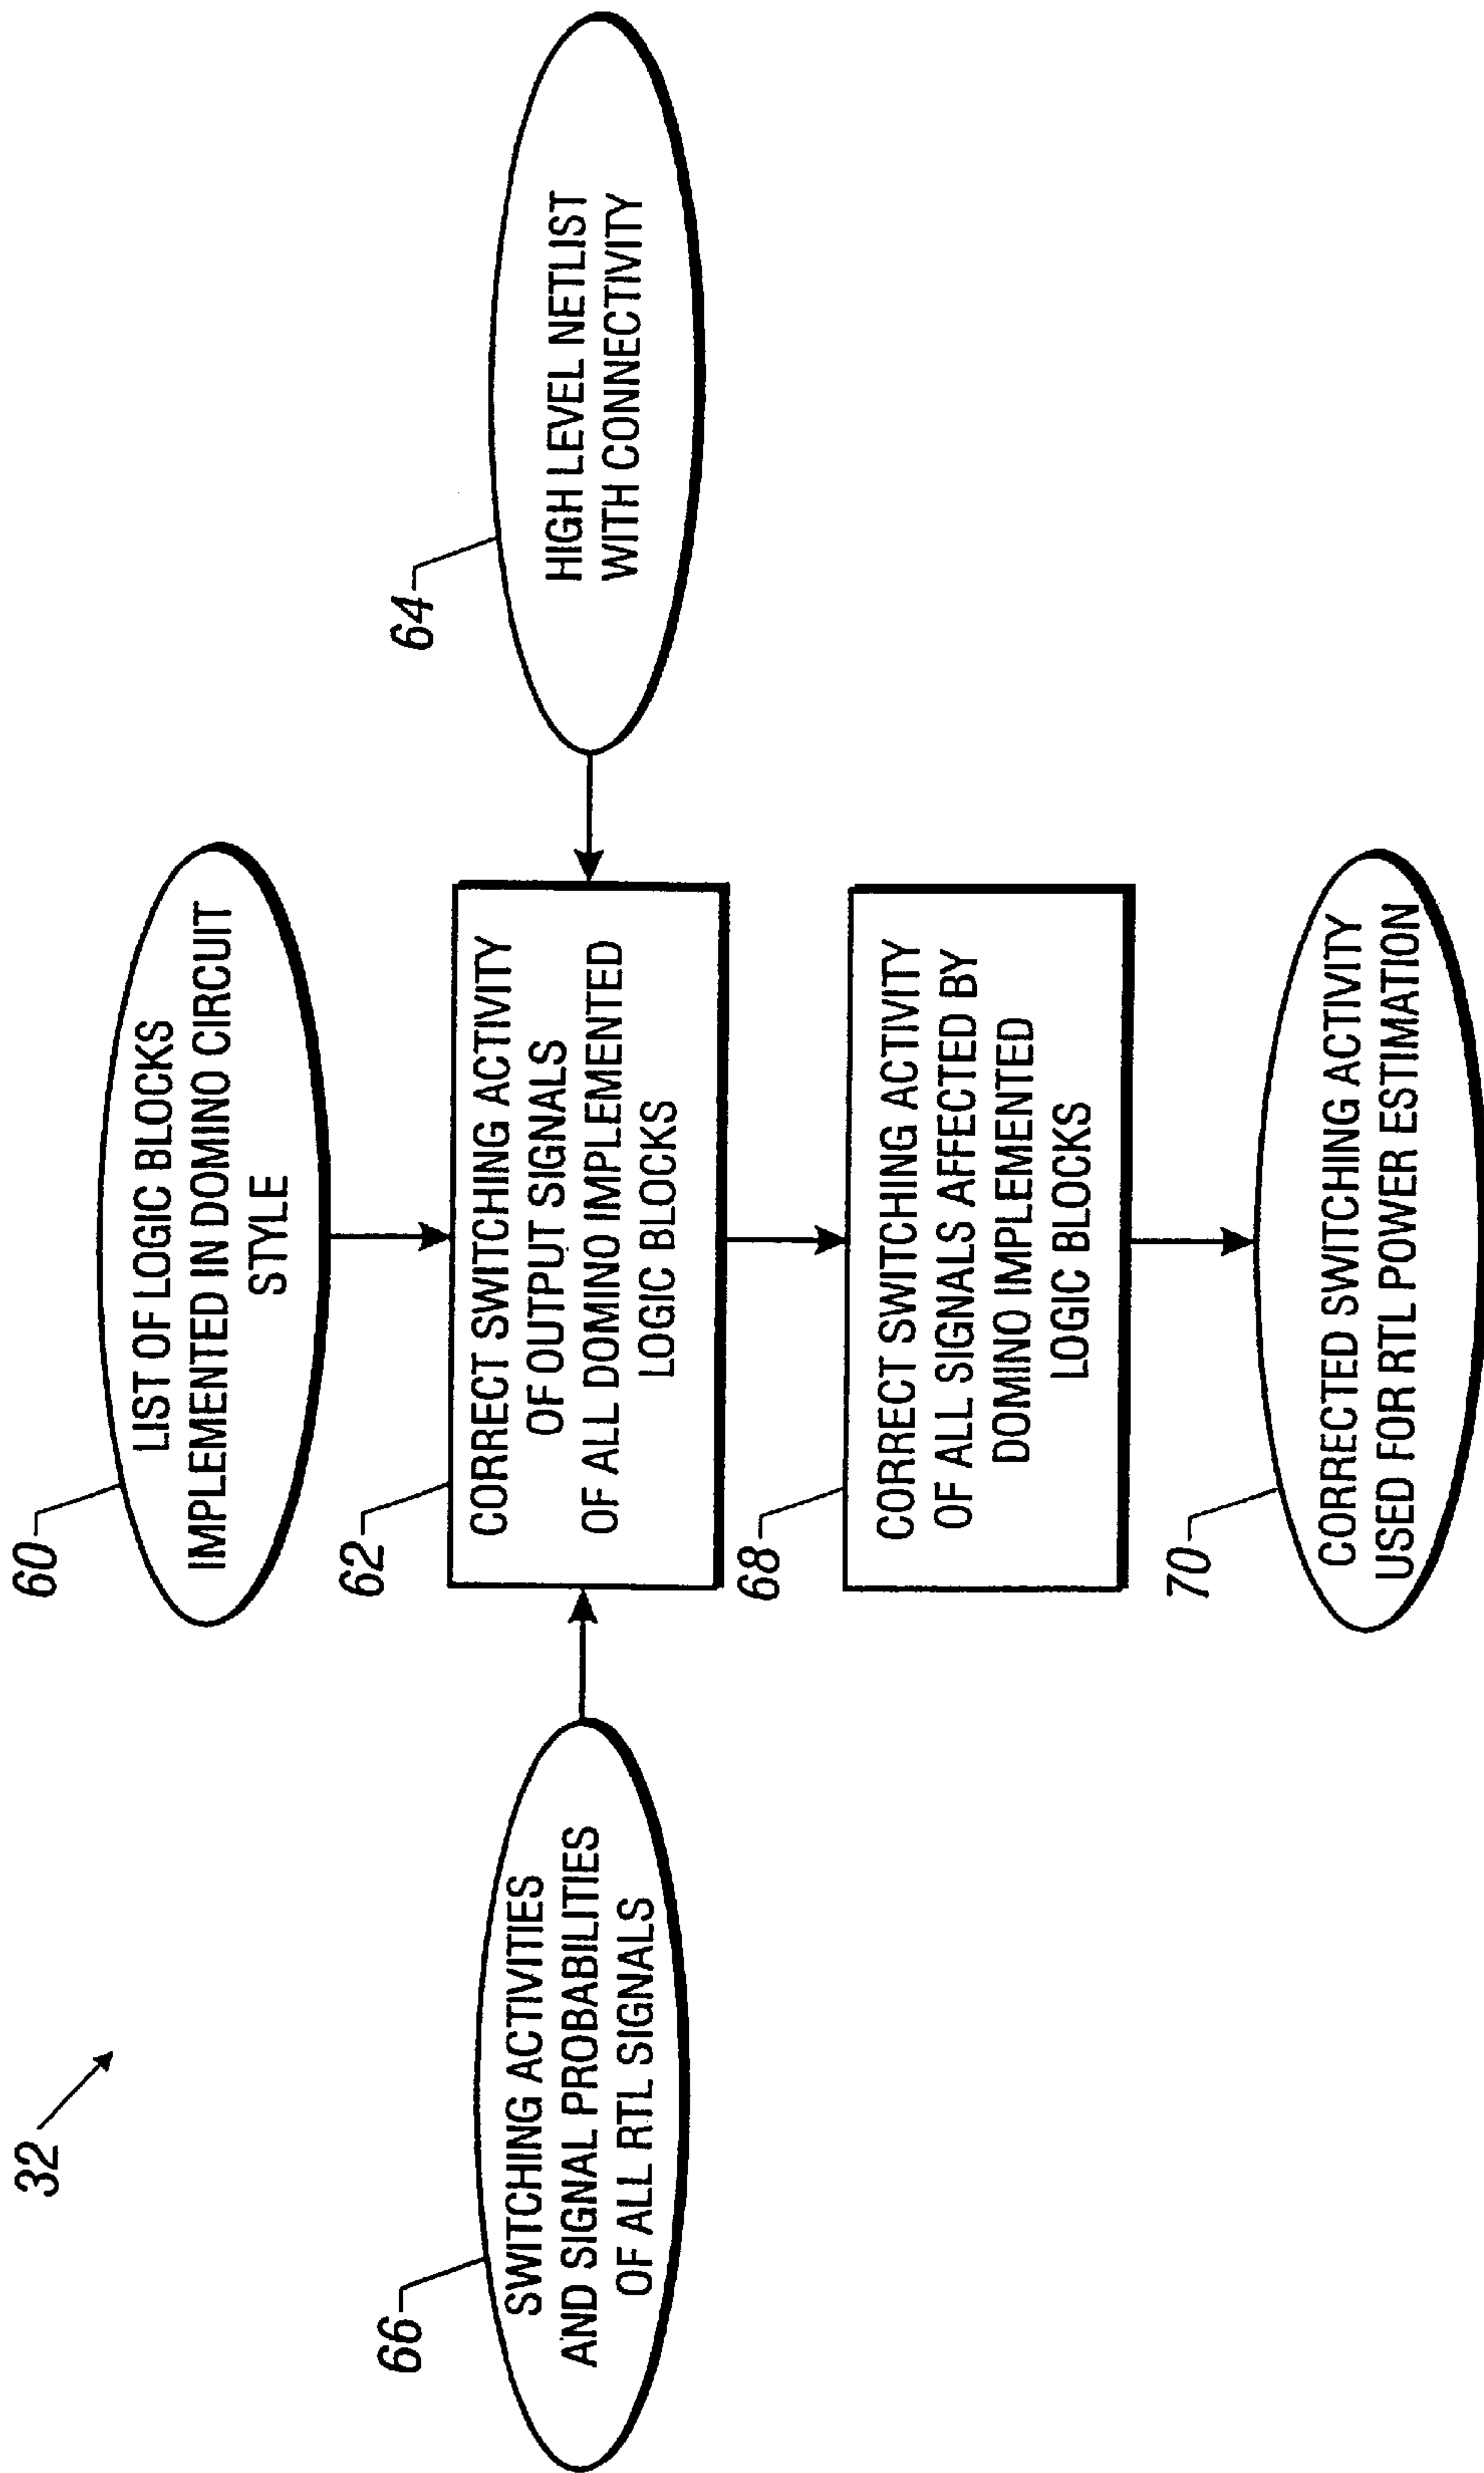 32
60
LIST OF LOGIC BLOCKS
IMPLEMENTED IN DOMINO CIRCUIT
STYLE
66
SWITCHING ACTIVITIES
AND SIGNAL PROBABILITIES
OF ALL RTL SIGNALS
62
CORRECT SWITCHING ACTIVITY
OF OUTPUT SIGNALS
OF ALL DOMINO IMPLEMENTED
LOGIC BLOCKS
64
HIGH LEVEL NETLIST
WITH CONNECTIVITY
68
CORRECT SWITCHING ACTIVITY
OF ALL SIGNALS AFFECTED BY
DOMINO IMPLEMENTED
LOGIC BLOCKS
70
CORRECTED SWITCHING ACTIVITY
USED FOR RTL POWER ESTIMATION